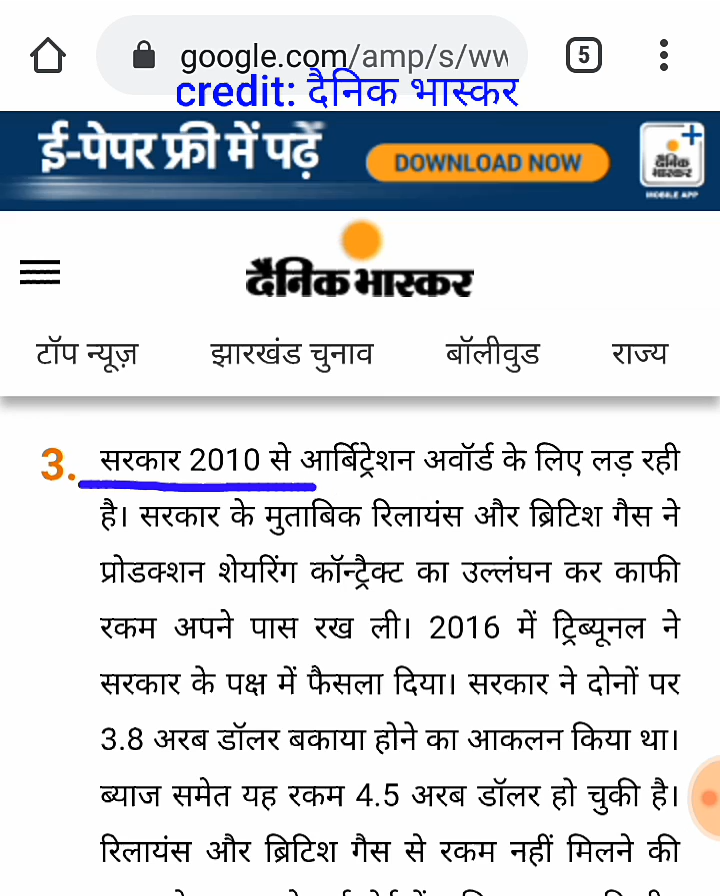 google.com/amp/s/ww
5
credit: दैनिक भास्कर
ई-पेपर फ्री में पढ़ें
DOWNLOAD NOW
दैनिक
भास्कर
MOBILE APP
दैनिक भास्कर
टॉप न्यूज़ झारखंड चुनाव बॉलीवुड राज्य
3. सरकार 2010 से आर्बिट्रेशन अवॉर्ड के लिए लड़ रही
है। सरकार के मुताबिक रिलायंस और ब्रिटिश गैस ने
प्रोडक्शन शेयरिंग कॉन्ट्रैक्ट का उल्लंघन कर काफी
रकम अपने पास रख ली। 2016 में ट्रिब्यूनल ने
सरकार के पक्ष में फैसला दिया। सरकार ने दोनों पर
3.8 अरब डॉलर बकाया होने का आकलन किया था।
ब्याज समेत यह रकम 4.5 अरब डॉलर हो चुकी है।
रिलायंस और ब्रिटिश गैस से रकम नहीं मिलने की